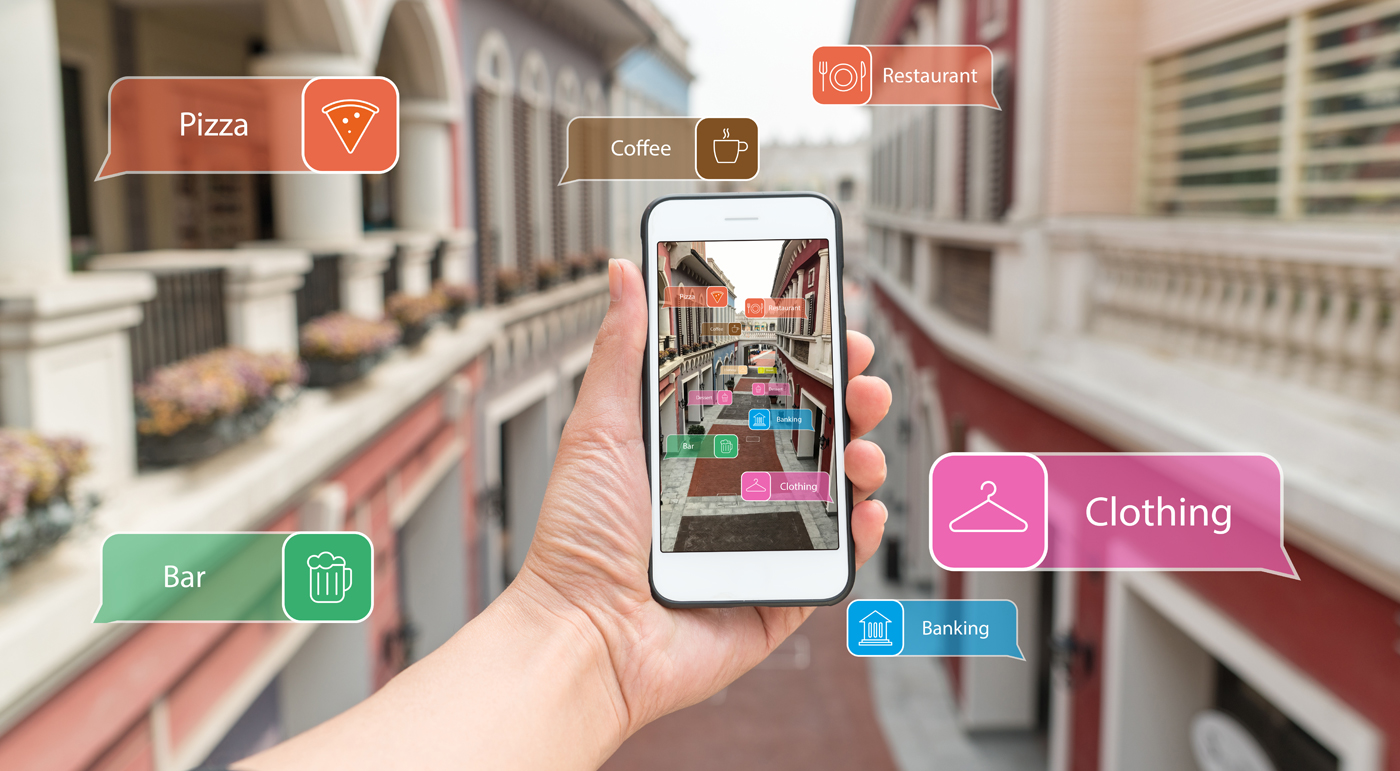 Restaurant
Pizza
Coffee
Pizza
Restaurant
Coffee
Dessert
Banking
Bar
Clothing
Clothing
Bar
Banking